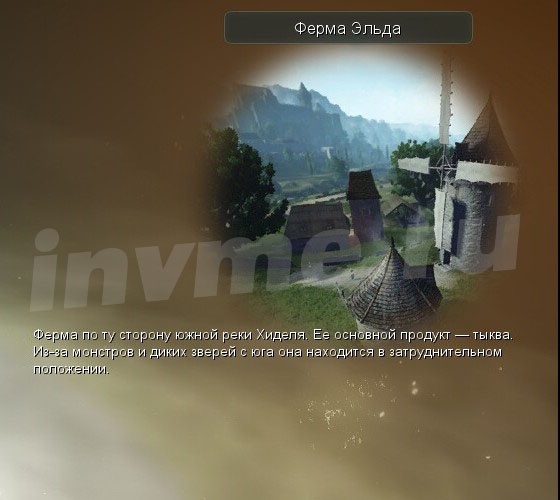 Ферма Эльда
invme.ru
Ферма по ту сторону южной реки Хиделя. Ее основной продукт — тыква.
Из-за монстров и диких зверей с юга она находится в затруднительном
положении.